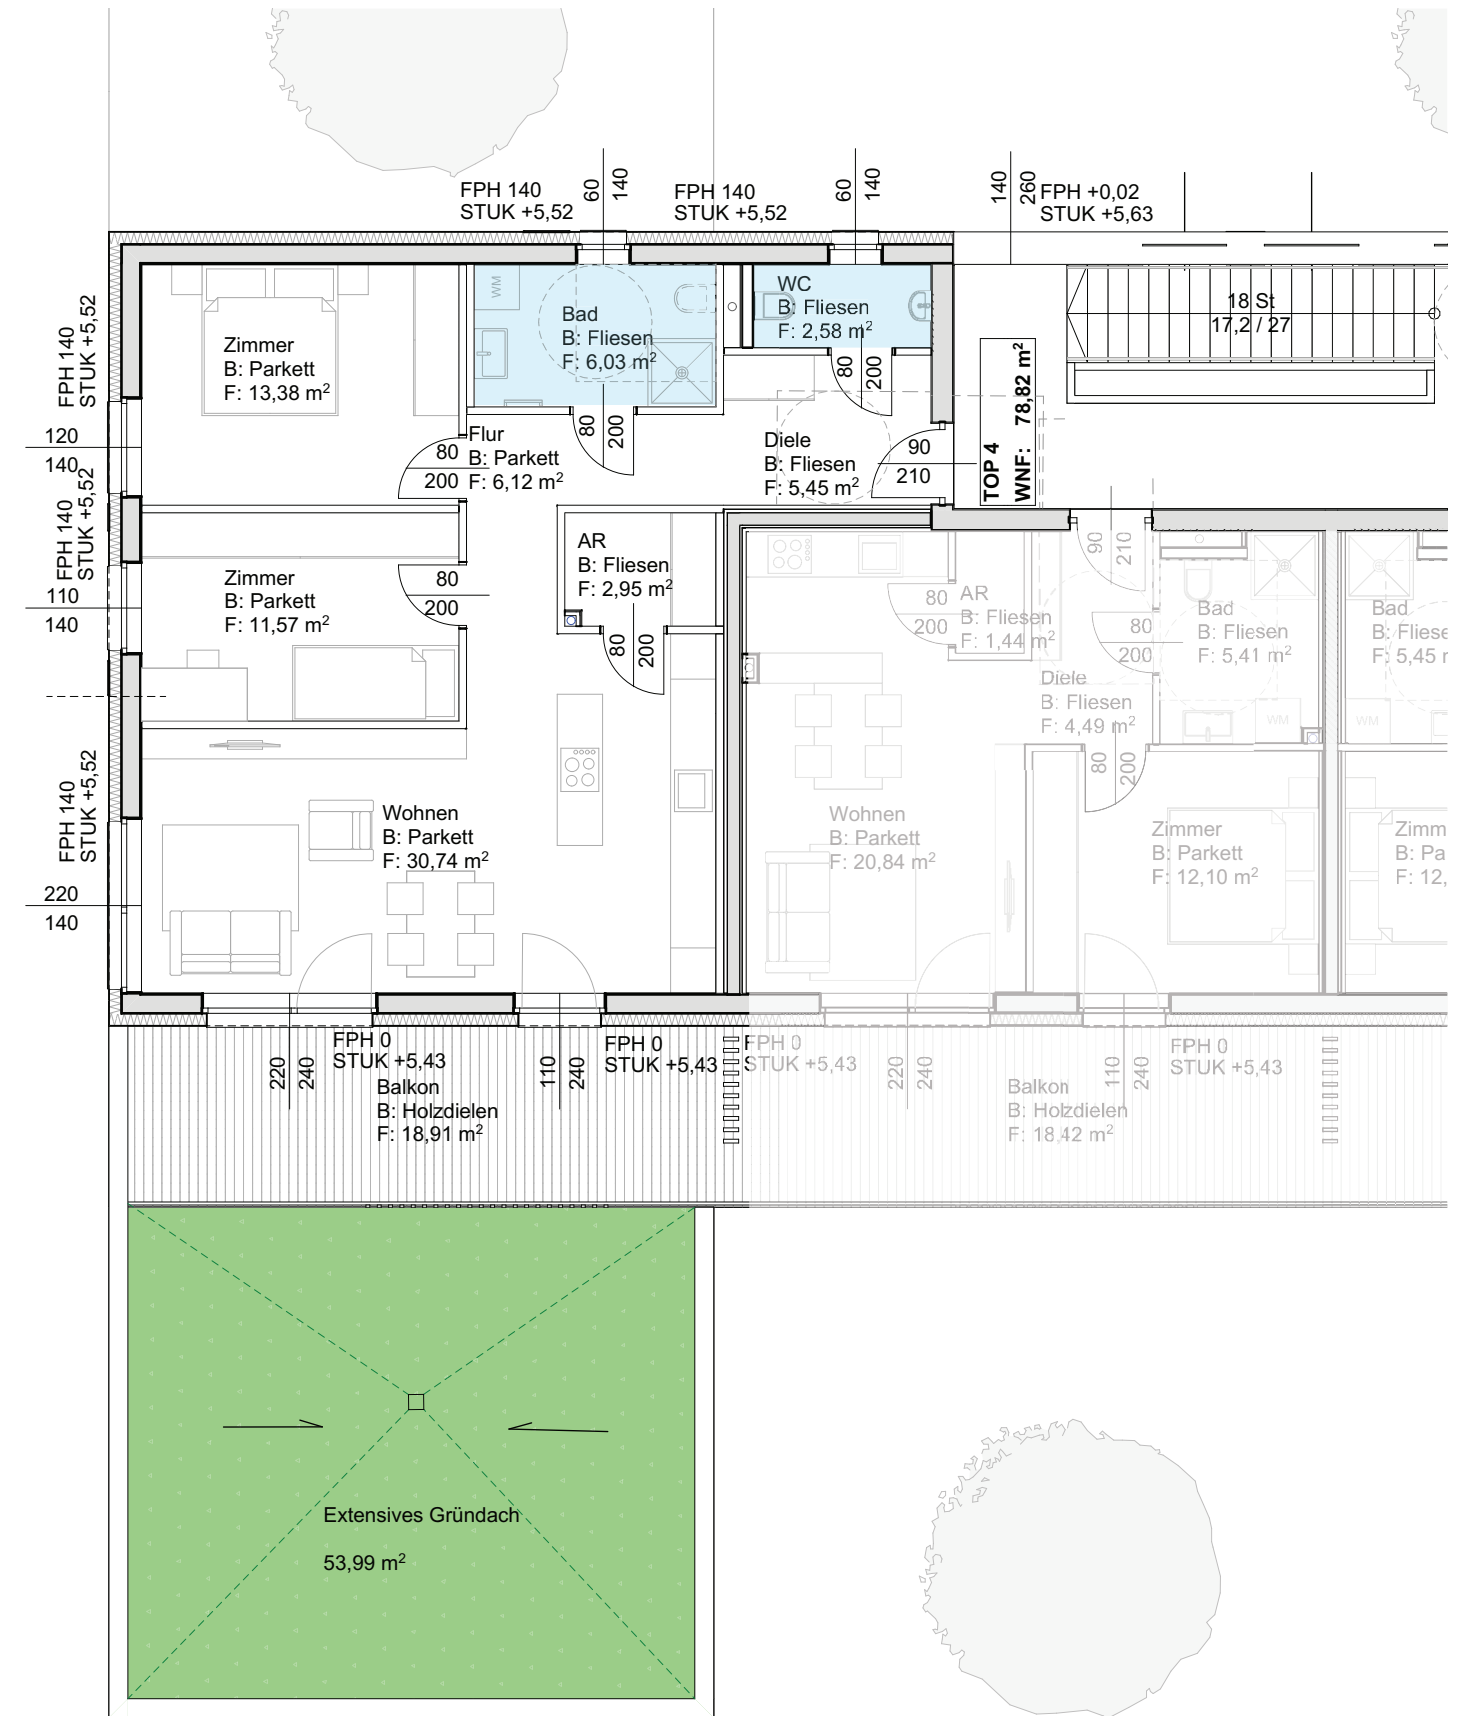 FPH 140
STUK +5,52
60
140
FPH 140
STUK +5,52
60
140
140
260
FPH +0,02
STUK +5,63
WM
Bad
B: Fliesen
F: 6,03 m²
WC
B: Fliesen
F: 2,58 m²
18 St
17,2 / 27
FPH 140
STUK +5,52
Zimmer
B: Parkett
F: 13,38 m²
80
200
TOP 4
WNF: 78,82 m²
120
140
80
200
Flur
B: Parkett
F: 6,12 m²
80
200
Diele
B: Fliesen
F: 5,45 m²
90
210
FPH 140
STUK +5,52
AR
B: Fliesen
F: 2,95 m²
90
210
Zimmer
B: Parkett
F: 11,57 m²
80
200
110
140
80
200
80
200
AR
B: Fliesen
F: 1,44 m²
80
200
Bad
B: Fliesen
F: 5,41 m²
Bad
B: Fliese
F: 5,45 r
Diele
B: Fliesen
F: 4,49 m²
WM
WM
80
200
FPH 140
STUK +5,52
Wohnen
B: Parkett
F: 30,74 m²
Wohnen
B: Parkett
F: 20,84 m²
Zimmer
B: Parkett
F: 12,10 m²
Zimm
B: Pa
F: 12,
220
140
220
240
FPH 0
STUK +5,43
110
240
FPH 0
STUK +5,43
FPH 0
STUK +5,43
220
240
110
240
FPH 0
STUK +5,43
Balkon
B: Holzdielen
F: 18,91 m²
Balkon
B: Holzdielen
F: 18,42 m²
Extensives Gründach
53,99 m²